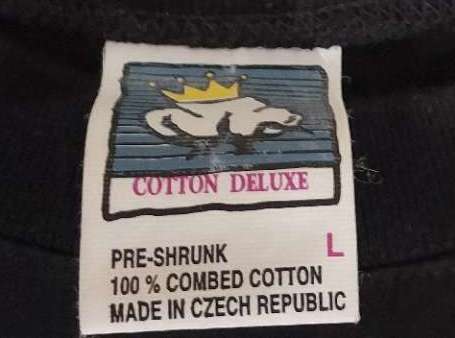 COTTON DELUXE
L
PRE-SHRUNK
100 % COMBED COTTON
MADE IN CZECH REPUBLIC